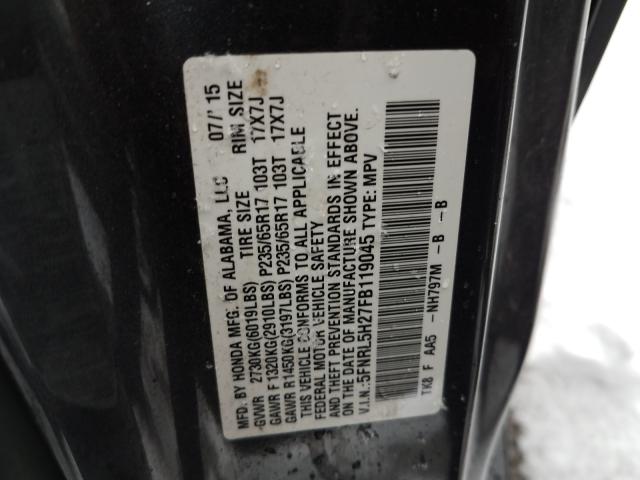 MFD. BY HONDA MFG. OF ALABAMA, LLC 07/15
TIRE SIZE RIM SIZE
GVWR 2730KG(6019LBS)
GAWR F 1320KG(2910LBS) P235/65R17 103T 17X7J
GAWR R1450KG(3197LBS) P235/65R17 103T 17X7J
THIS VEHICLE CONFORMS TO ALL APPLICABLE
FEDERAL MOTOR VEHICLE SAFETY
AND THEFT PREVENTION STANDARDS IN EFFECT
ON THE DATE OF MANUFACTURE SHOWN ABOVE.
V.I.N.:5FNRL5H27FB119045 TYPE: MPV
TK8 F AA5 -NH797M -B -B